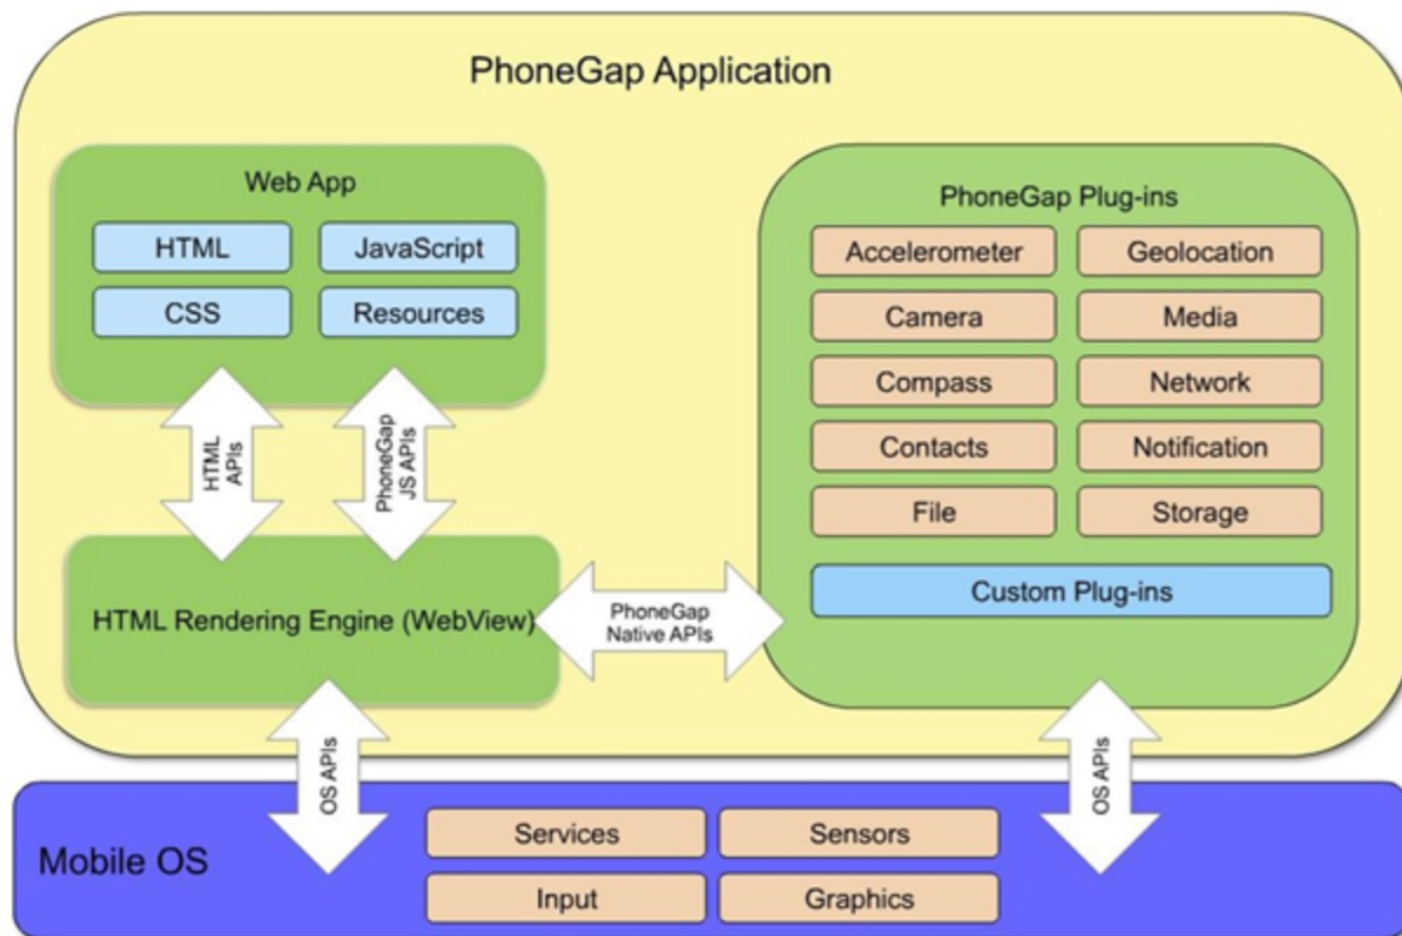 PhoneGap Application
Web App
HTML
JavaScript
CSS
Resources
HTML
APIs
PhoneGap
JS APIs
HTML Rendering Engine (WebView)
PhoneGap
Native APIs
PhoneGap Plug-ins
Accelerometer
Geolocation
Camera
Media
Compass
Network
Contacts
Notification
File
Storage
Custom Plug-ins
OS APIs
OS APIs
Mobile OS
Services
Sensors
Input
Graphics